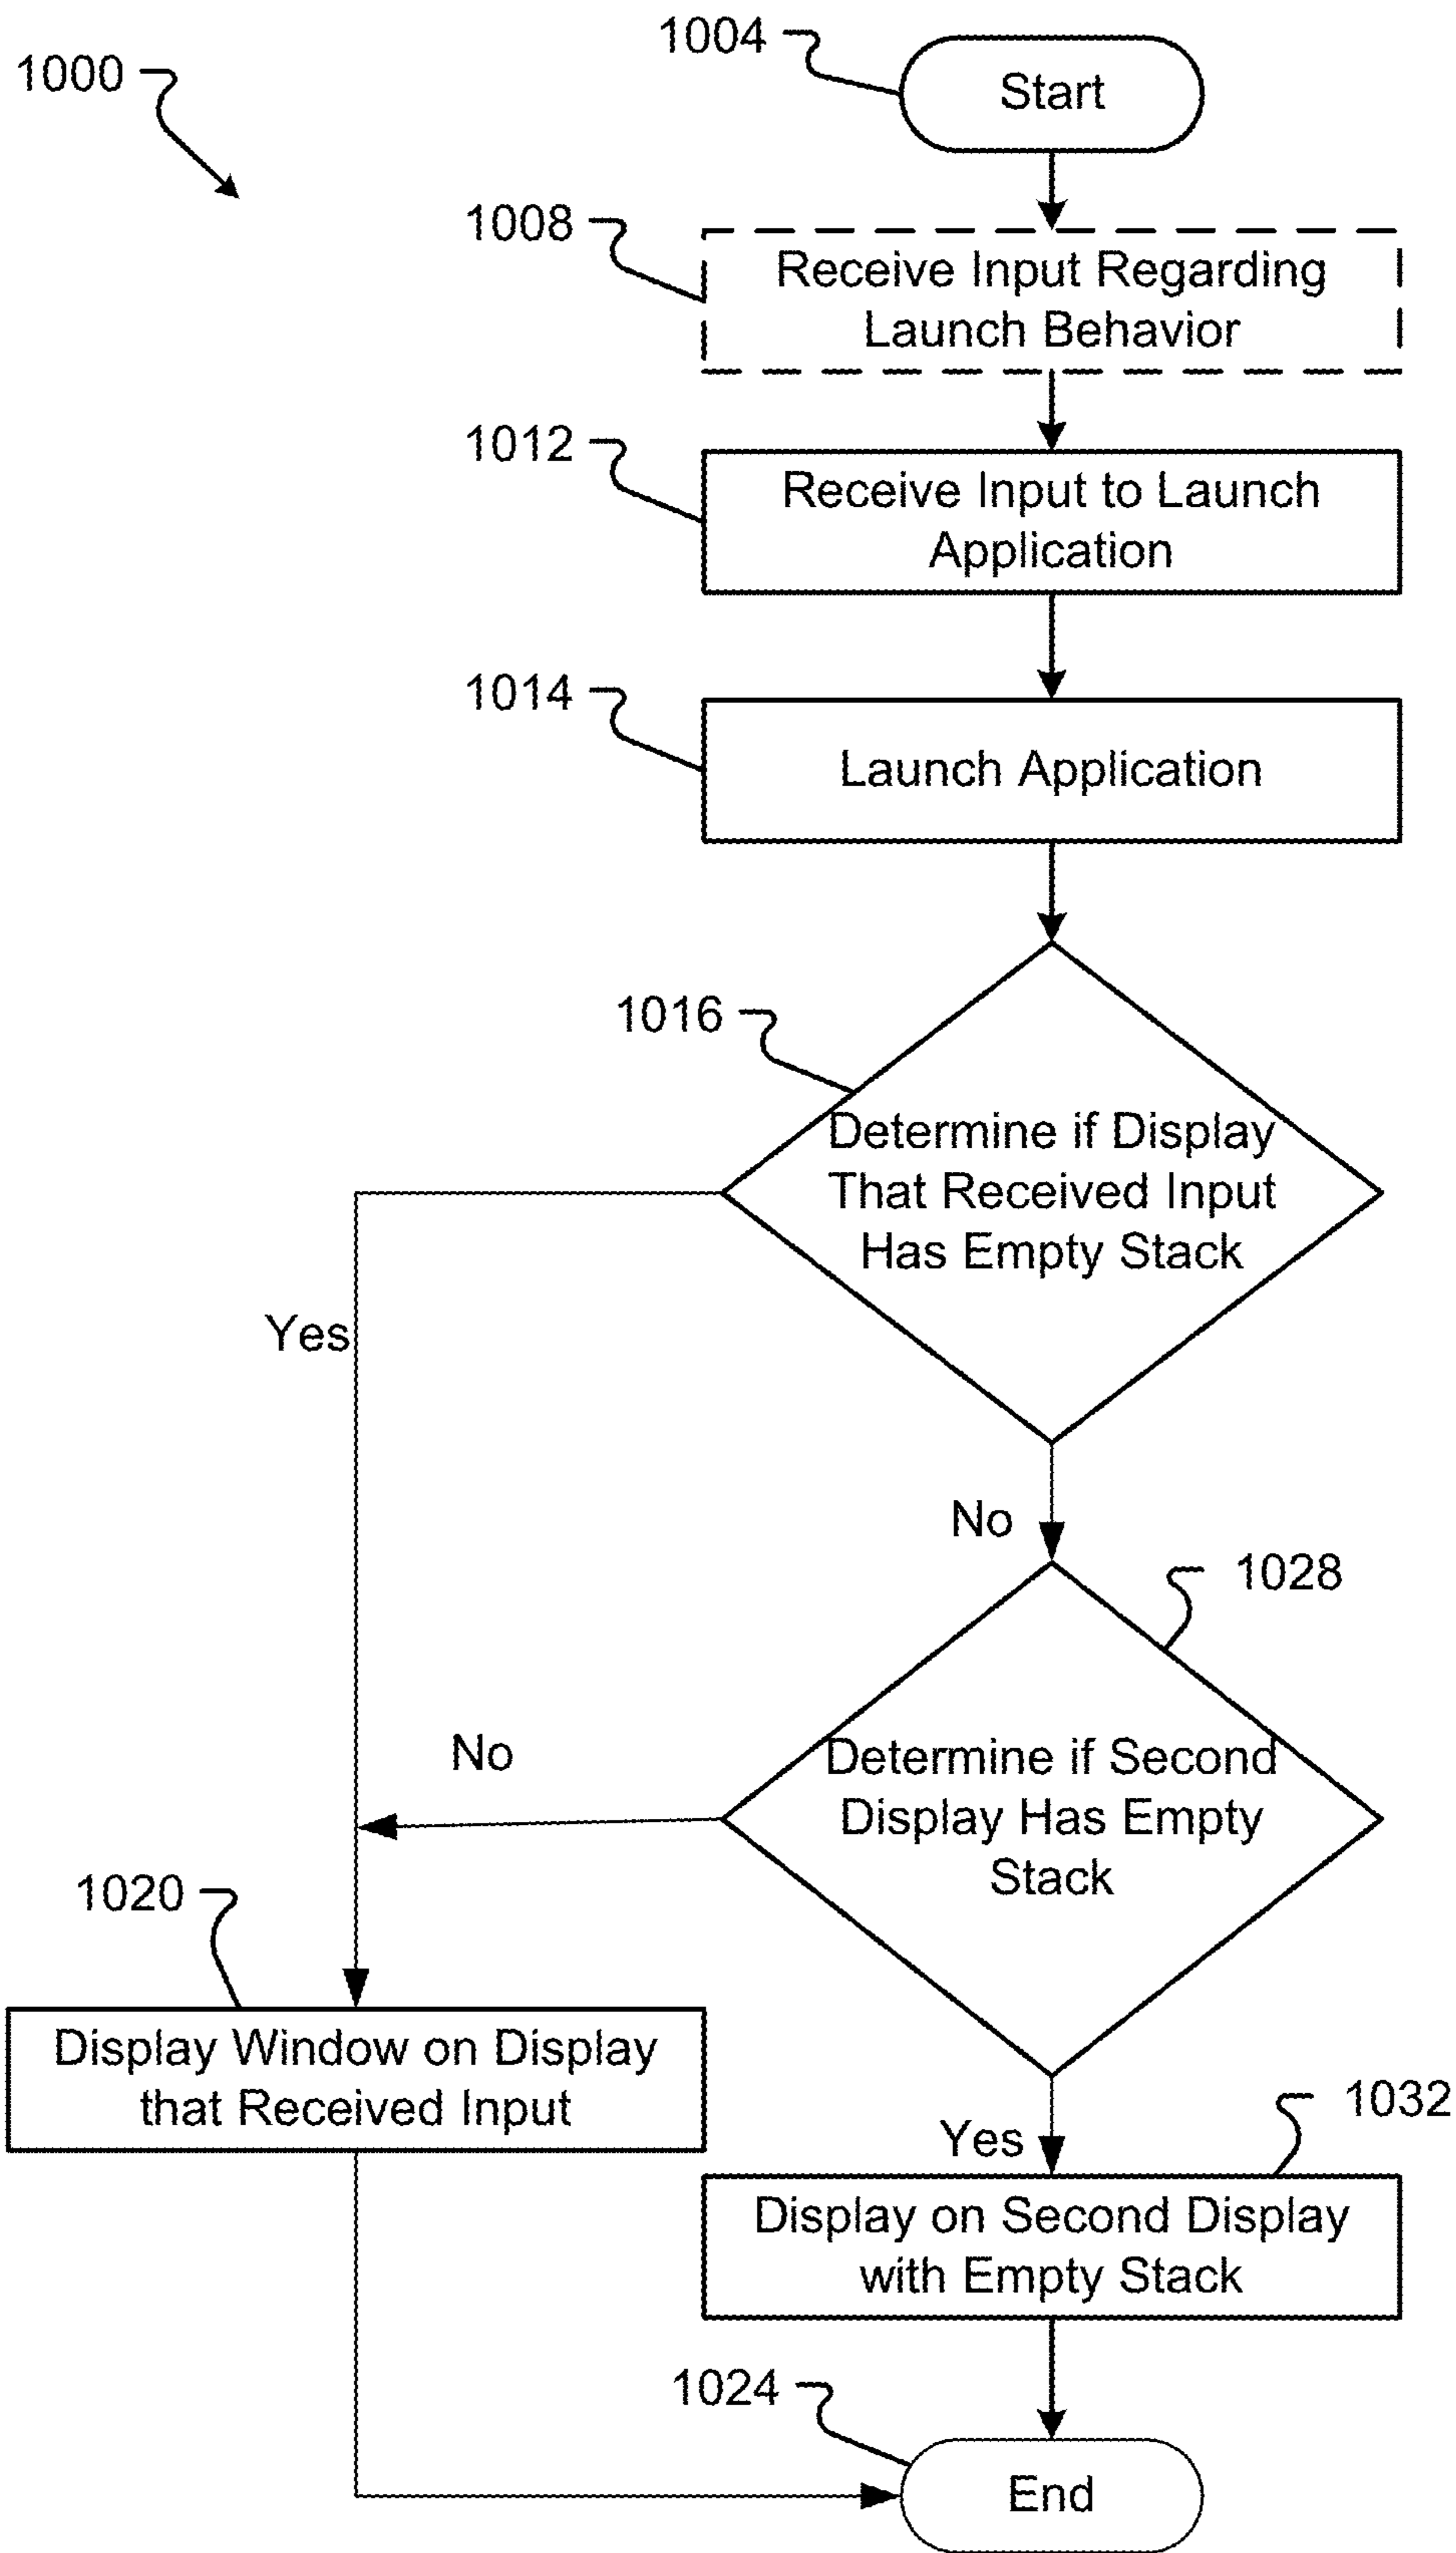 1000
1004
Start
1008
Receive Input Regarding
Launch Behavior
1012
Receive Input to Launch
Application
1014
Launch Application
1016
Determine if Display
That Received Input
Has Empty Stack
Yes
No
1028
Determine if Second
Display Has Empty
Stack
No
1020
Display Window on Display
that Received Input
Yes
1032
Display on Second Display
with Empty Stack
1024
End